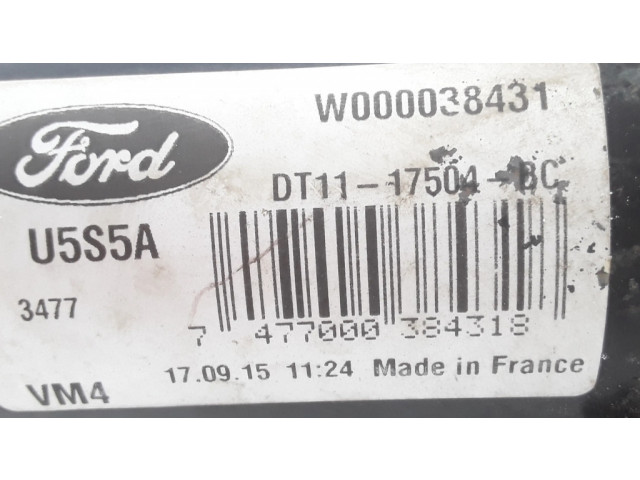 Ford
W000038431
DT11-17504-BC
U5S5A
3477
7 477000 384318
17.09.15 11:24 Made in France
VM4